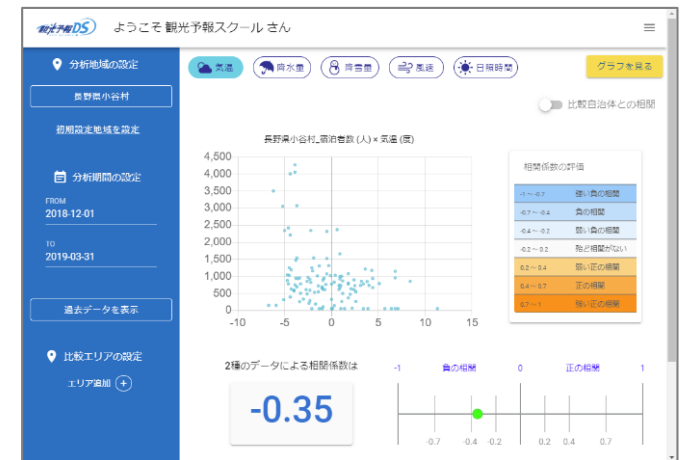 観光予報DS
ようこそ 観光予報スクール さん
分析地域の設定
長野県小谷村
初期設定地域を設定
分析期間の設定
FROM
2018-12-01
TO
2019-03-31
過去データを表示
比較エリアの設定
エリア追加 +
気温
降水量
降雪量
風速
日照時間
グラフを見る
比較自治体との相関
長野県小谷村_宿泊者数 (人) × 気温 (度)
4,500
4,000
3,500
3,000
2,500
2,000
1,500
1,000
500
0
-10 -5 0 5 10 15
相関係数の評価
-1 ~ -0.7 強い負の相関
-0.7 ~ -0.4 負の相関
-0.4 ~ -0.2 弱い負の相関
-0.2 ~ 0.2 殆ど相関がない
0.2 ~ 0.4 弱い正の相関
0.4 ~ 0.7 正の相関
0.7 ~ 1 強い正の相関
2種のデータによる相関係数は
-0.35
-1 負の相関 0 正の相関 1
-0.7 -0.4 -0.2 0.2 0.4 0.7